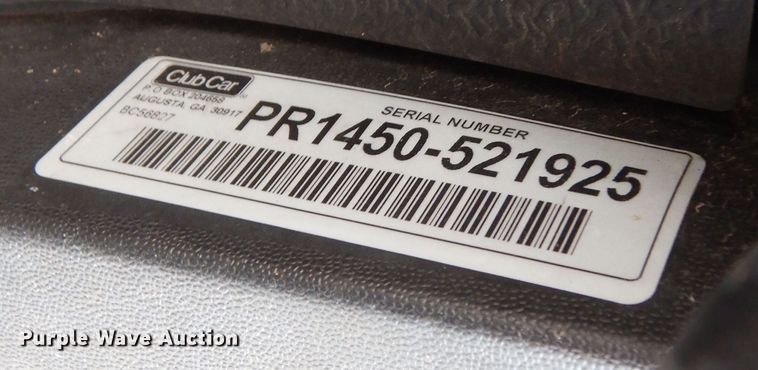 Club Car
P.O. BOX 204658
AUGUSTA, GA 30917
BC56827
SERIAL NUMBER
PR1450-521925
Purple Wave Auction